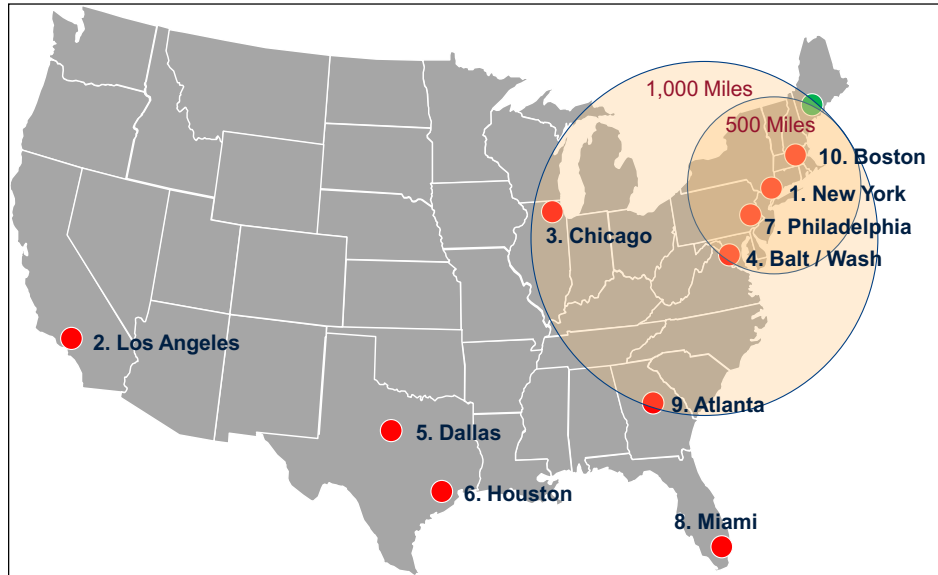 1,000 Miles
500 Miles
10. Boston
1. New York
7. Philadelphia
3. Chicago
4. Balt / Wash
2. Los Angeles
9. Atlanta
5. Dallas
6. Houston
8. Miami